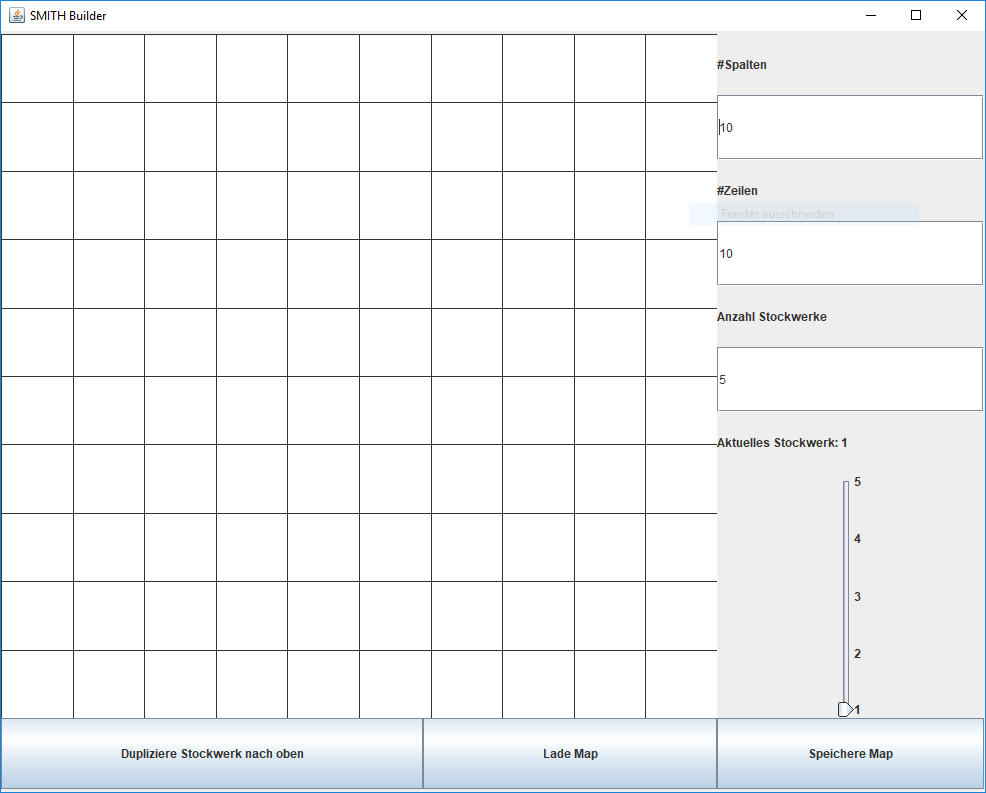 SMITH Builder
#Spalten
10
#Zeilen
Fenster ausschneiden
10
Anzahl Stockwerke
5
Aktuelles Stockwerk: 1
5
4
3
2
1
Dupliziere Stockwerk nach oben
Lade Map
Speichere Map